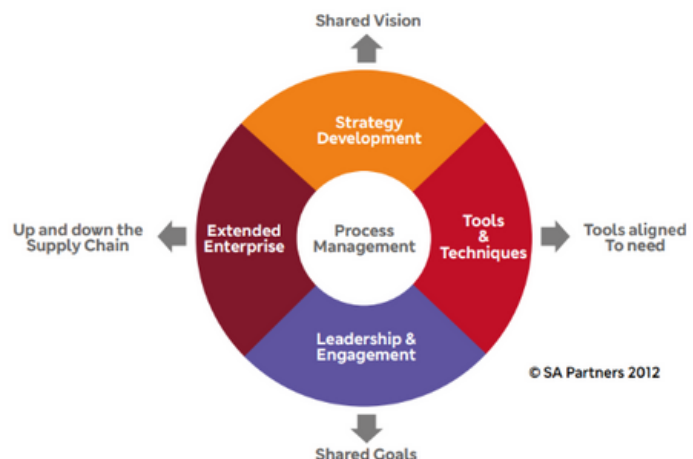 Shared Vision
Strategy
Development
Up and down the
Supply Chain
Extended
Enterprise
Process
Management
Tools
&
Techniques
Tools aligned
To need
Leadership &
Engagement
© SA Partners 2012
Shared Goals